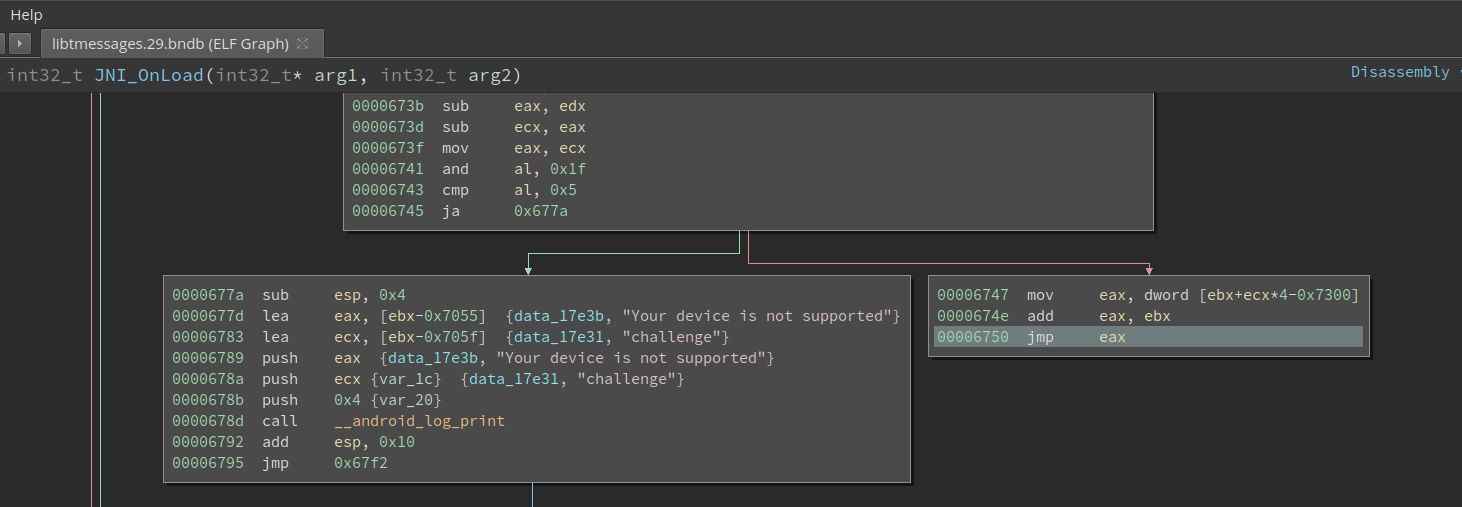 Help
libtmessages.29.bndb (ELF Graph)
int32_t JNI_OnLoad(int32_t* arg1, int32_t arg2)
Disassembly
0000673b sub eax, edx
0000673d sub ecx, eax
0000673f mov eax, ecx
00006741 and al, 0x1f
00006743 cmp al, 0x5
00006745 ja 0x677a
0000677a sub esp, 0x4
0000677d lea eax, [ebx-0x7055] {data_17e3b, "Your device is not supported"}
00006783 lea ecx, [ebx-0x705f] {data_17e31, "challenge"}
00006789 push eax {data_17e3b, "Your device is not supported"}
0000678a push ecx {var_1c} {data_17e31, "challenge"}
0000678b push 0x4 {var_20}
0000678d call __android_log_print
00006792 add esp, 0x10
00006795 jmp 0x67f2
00006747 mov eax, dword [ebx+ecx*4-0x7300]
0000674e add eax, ebx
00006750 jmp eax